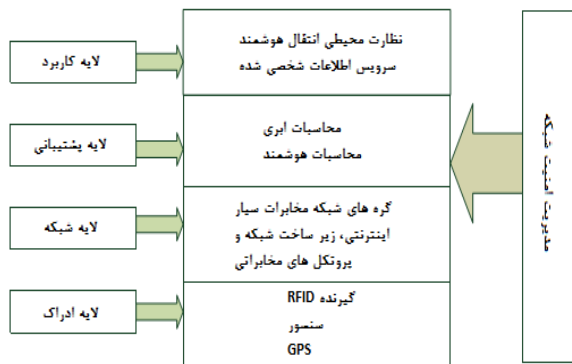 نظارت محیطی انتقال هوشمند
سرویس اطلاعات شخصی شده
لایه کاربرد
محاسبات ابری
محاسبات هوشمند
لایه پشتیبانی
گره های شبکه مخابرات سیار
اینترنتی، زیر ساخت شبکه و
پروتکل های مخابراتی
لایه شبکه
گیرنده RFID
سنسور
GPS
لایه ادراک
مدیریت امنیت شبکه